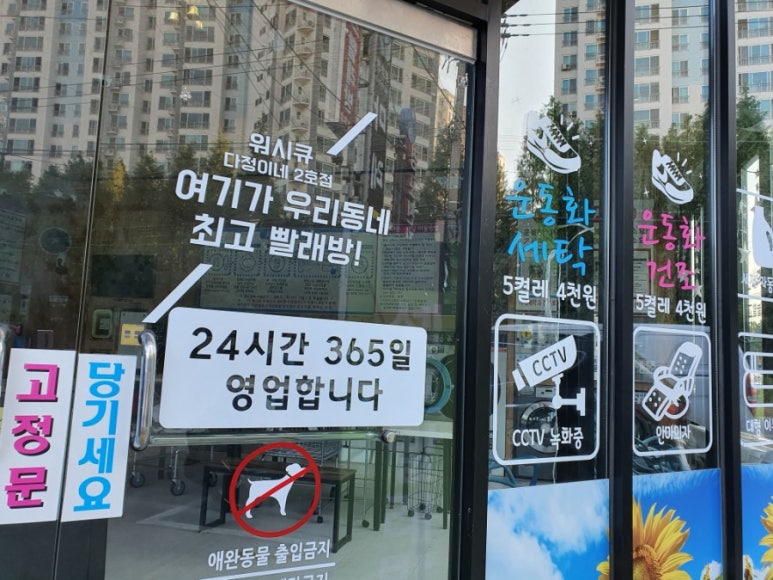 워시큐
다정이네 2호점
여기가 우리동네
최고 빨래방!
24시간 365일
영업합니다
고정문
당기세요
애완동물 출입금지
운동화
세탁
5켤레 4천원
CCTV
CCTV 녹화중
운동화
건조
5켤레 4천원
안마의자
대형 이